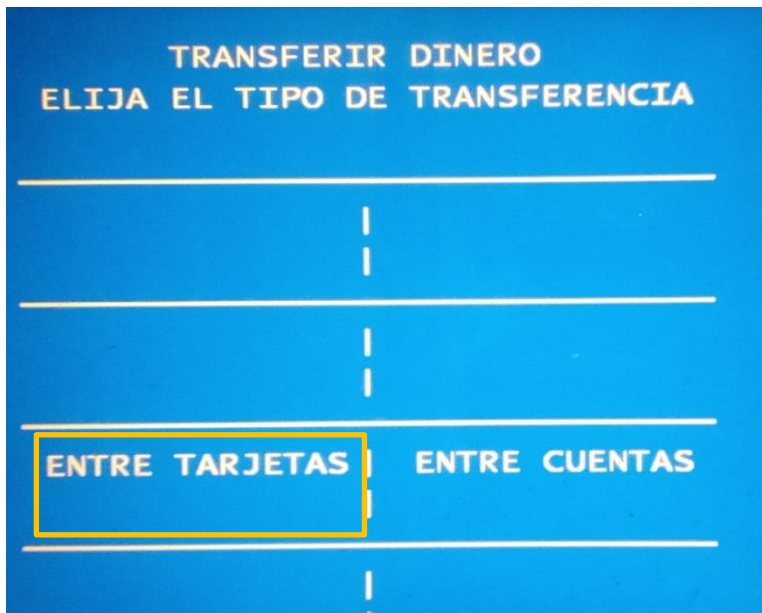 TRANSFERIR DINERO
ELIJA EL TIPO DE TRANSFERENCIA
ENTRE TARJETAS
ENTRE CUENTAS